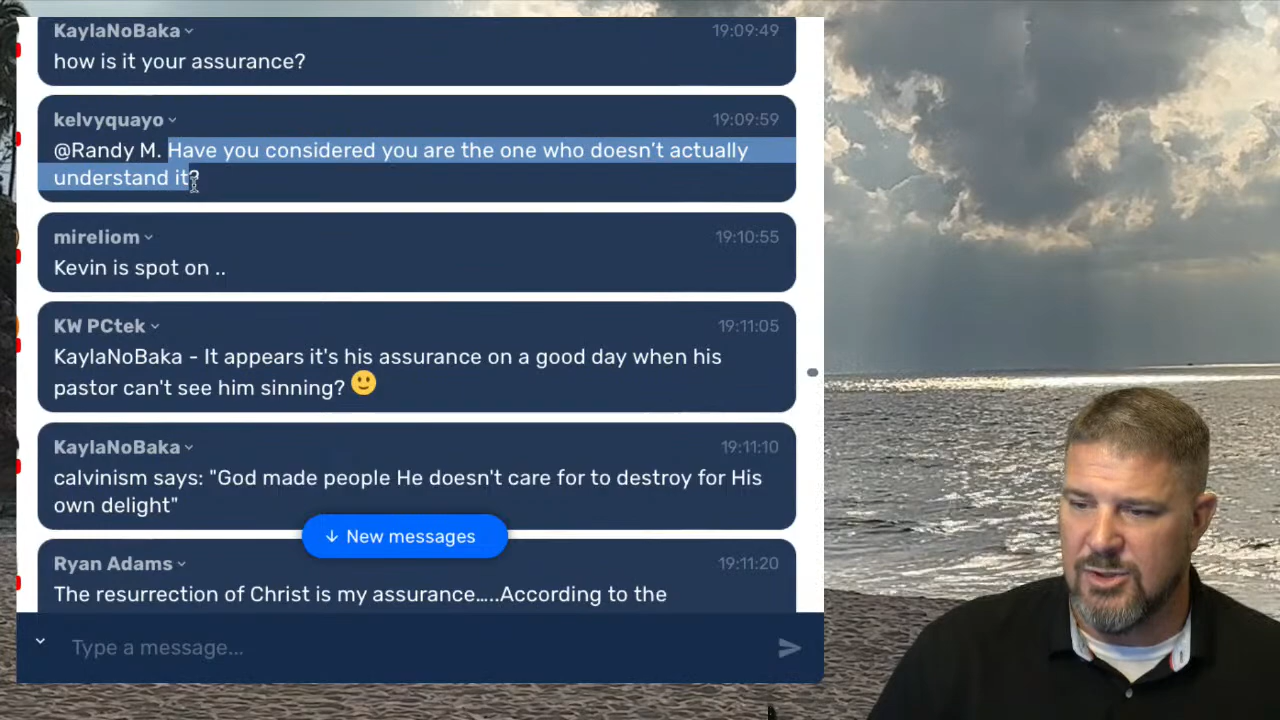 KaylaNoBaka
19:09:49
how is it your assurance?
kelvyquayo
19:09:59
@Randy M. Have you considered you are the one who doesn't actually
understand it?
mireliom
19:10:55
Kevin is spot on ..
KW PCtek
19:11:05
KaylaNoBaka - It appears it's his assurance on a good day when his
pastor can't see him sinning? 🙂
KaylaNoBaka
19:11:10
calvinism says: "God made people He doesn't care for to destroy for His
own delight"
↓ New messages
Ryan Adams
19:11:20
The resurrection of Christ is my assurance…..According to the
Type a message...